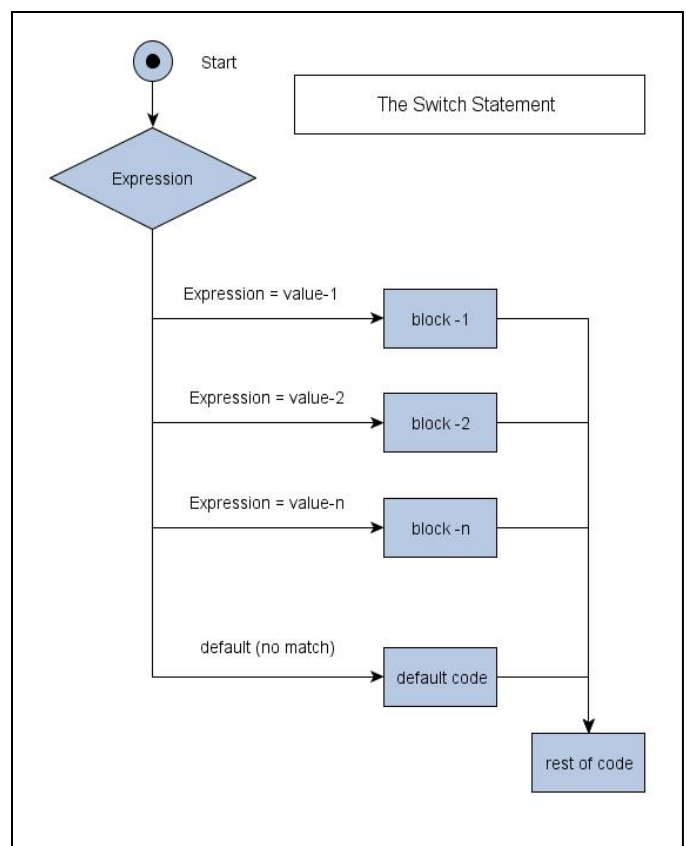 Start
The Switch Statement
Expression
Expression = value-1
block -1
Expression = value-2
block -2
Expression = value-n
block -n
default (no match)
default code
rest of code